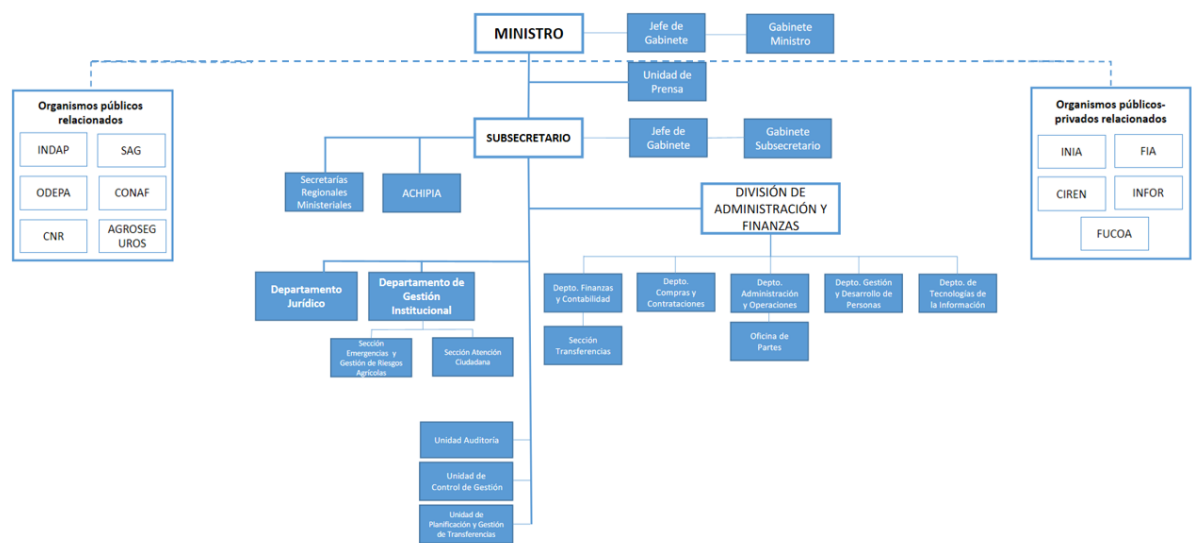 MINISTRO
Jefe de
Gabinete
Gabinete
Ministro
Unidad de
Prensa
Organismos públicos
relacionados
INDAP
SAG
ODEPA
CONAF
CNR
AGROSEG
UROS
Organismos públicos-
privados relacionados
INIA
FIA
CIREN
INFOR
FUCOA
SUBSECRETARIO
Jefe de
Gabinete
Gabinete
Subsecretario
Secretarías
Regionales
Ministeriales
ACHIPIA
DIVISIÓN DE
ADMINISTRACIÓN Y
FINANZAS
Departamento
Jurídico
Departamento de
Gestión
Institucional
Sección
Emergencias y
Gestión de Riesgos
Agrícolas
Sección Atención
Ciudadana
Depto. Finanzas
y Contabilidad
Depto.
Compras y
Contrataciones
Depto.
Administración
y Operaciones
Depto. Gestión
y Desarrollo de
Personas
Depto. de
Tecnologías de
la Información
Sección
Transferencias
Oficina de
Partes
Unidad Auditoría
Unidad de
Control de Gestión
Unidad de
Planificación y Gestión
de Transferencias